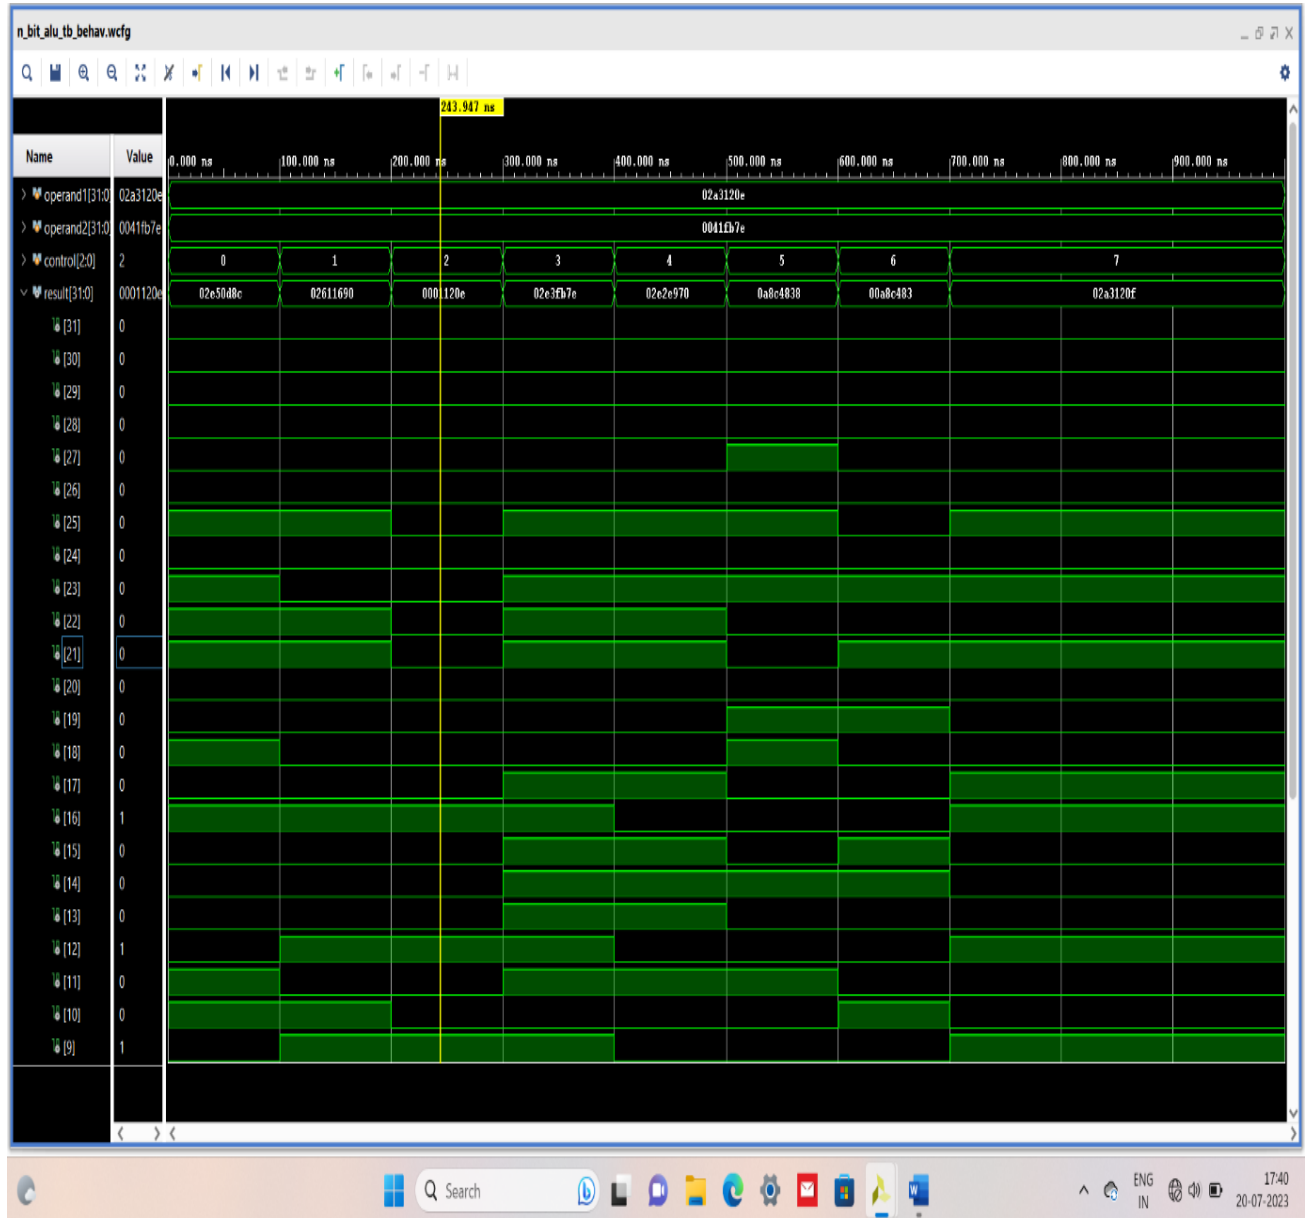 n_bit_alu_tb_behav.wcfg
243.947 ns
Name Value 0.000 ns 100.000 ns 200.000 ns 300.000 ns 400.000 ns 500.000 ns 600.000 ns 700.000 ns 800.000 ns 900.000 ns
operand1[31:0] 02a3120e 02a3120e
operand2[31:0] 0041fb7e 0041fb7e
control[2:0] 2 0 1 2 3 4 5 6 7
result[31:0] 0001120e 02e50d8c 02611690 0001120e 02e3fb7e 02e2e970 0a8c4838 00a8c483 02a3120f
[31] 0
[30] 0
[29] 0
[28] 0
[27] 0
[26] 0
[25] 0
[24] 0
[23] 0
[22] 0
[21] 0
[20] 0
[19] 0
[18] 0
[17] 0
[16] 1
[15] 0
[14] 0
[13] 0
[12] 1
[11] 0
[10] 0
[9] 1
Search
ENG
IN
17:40
20-07-2023